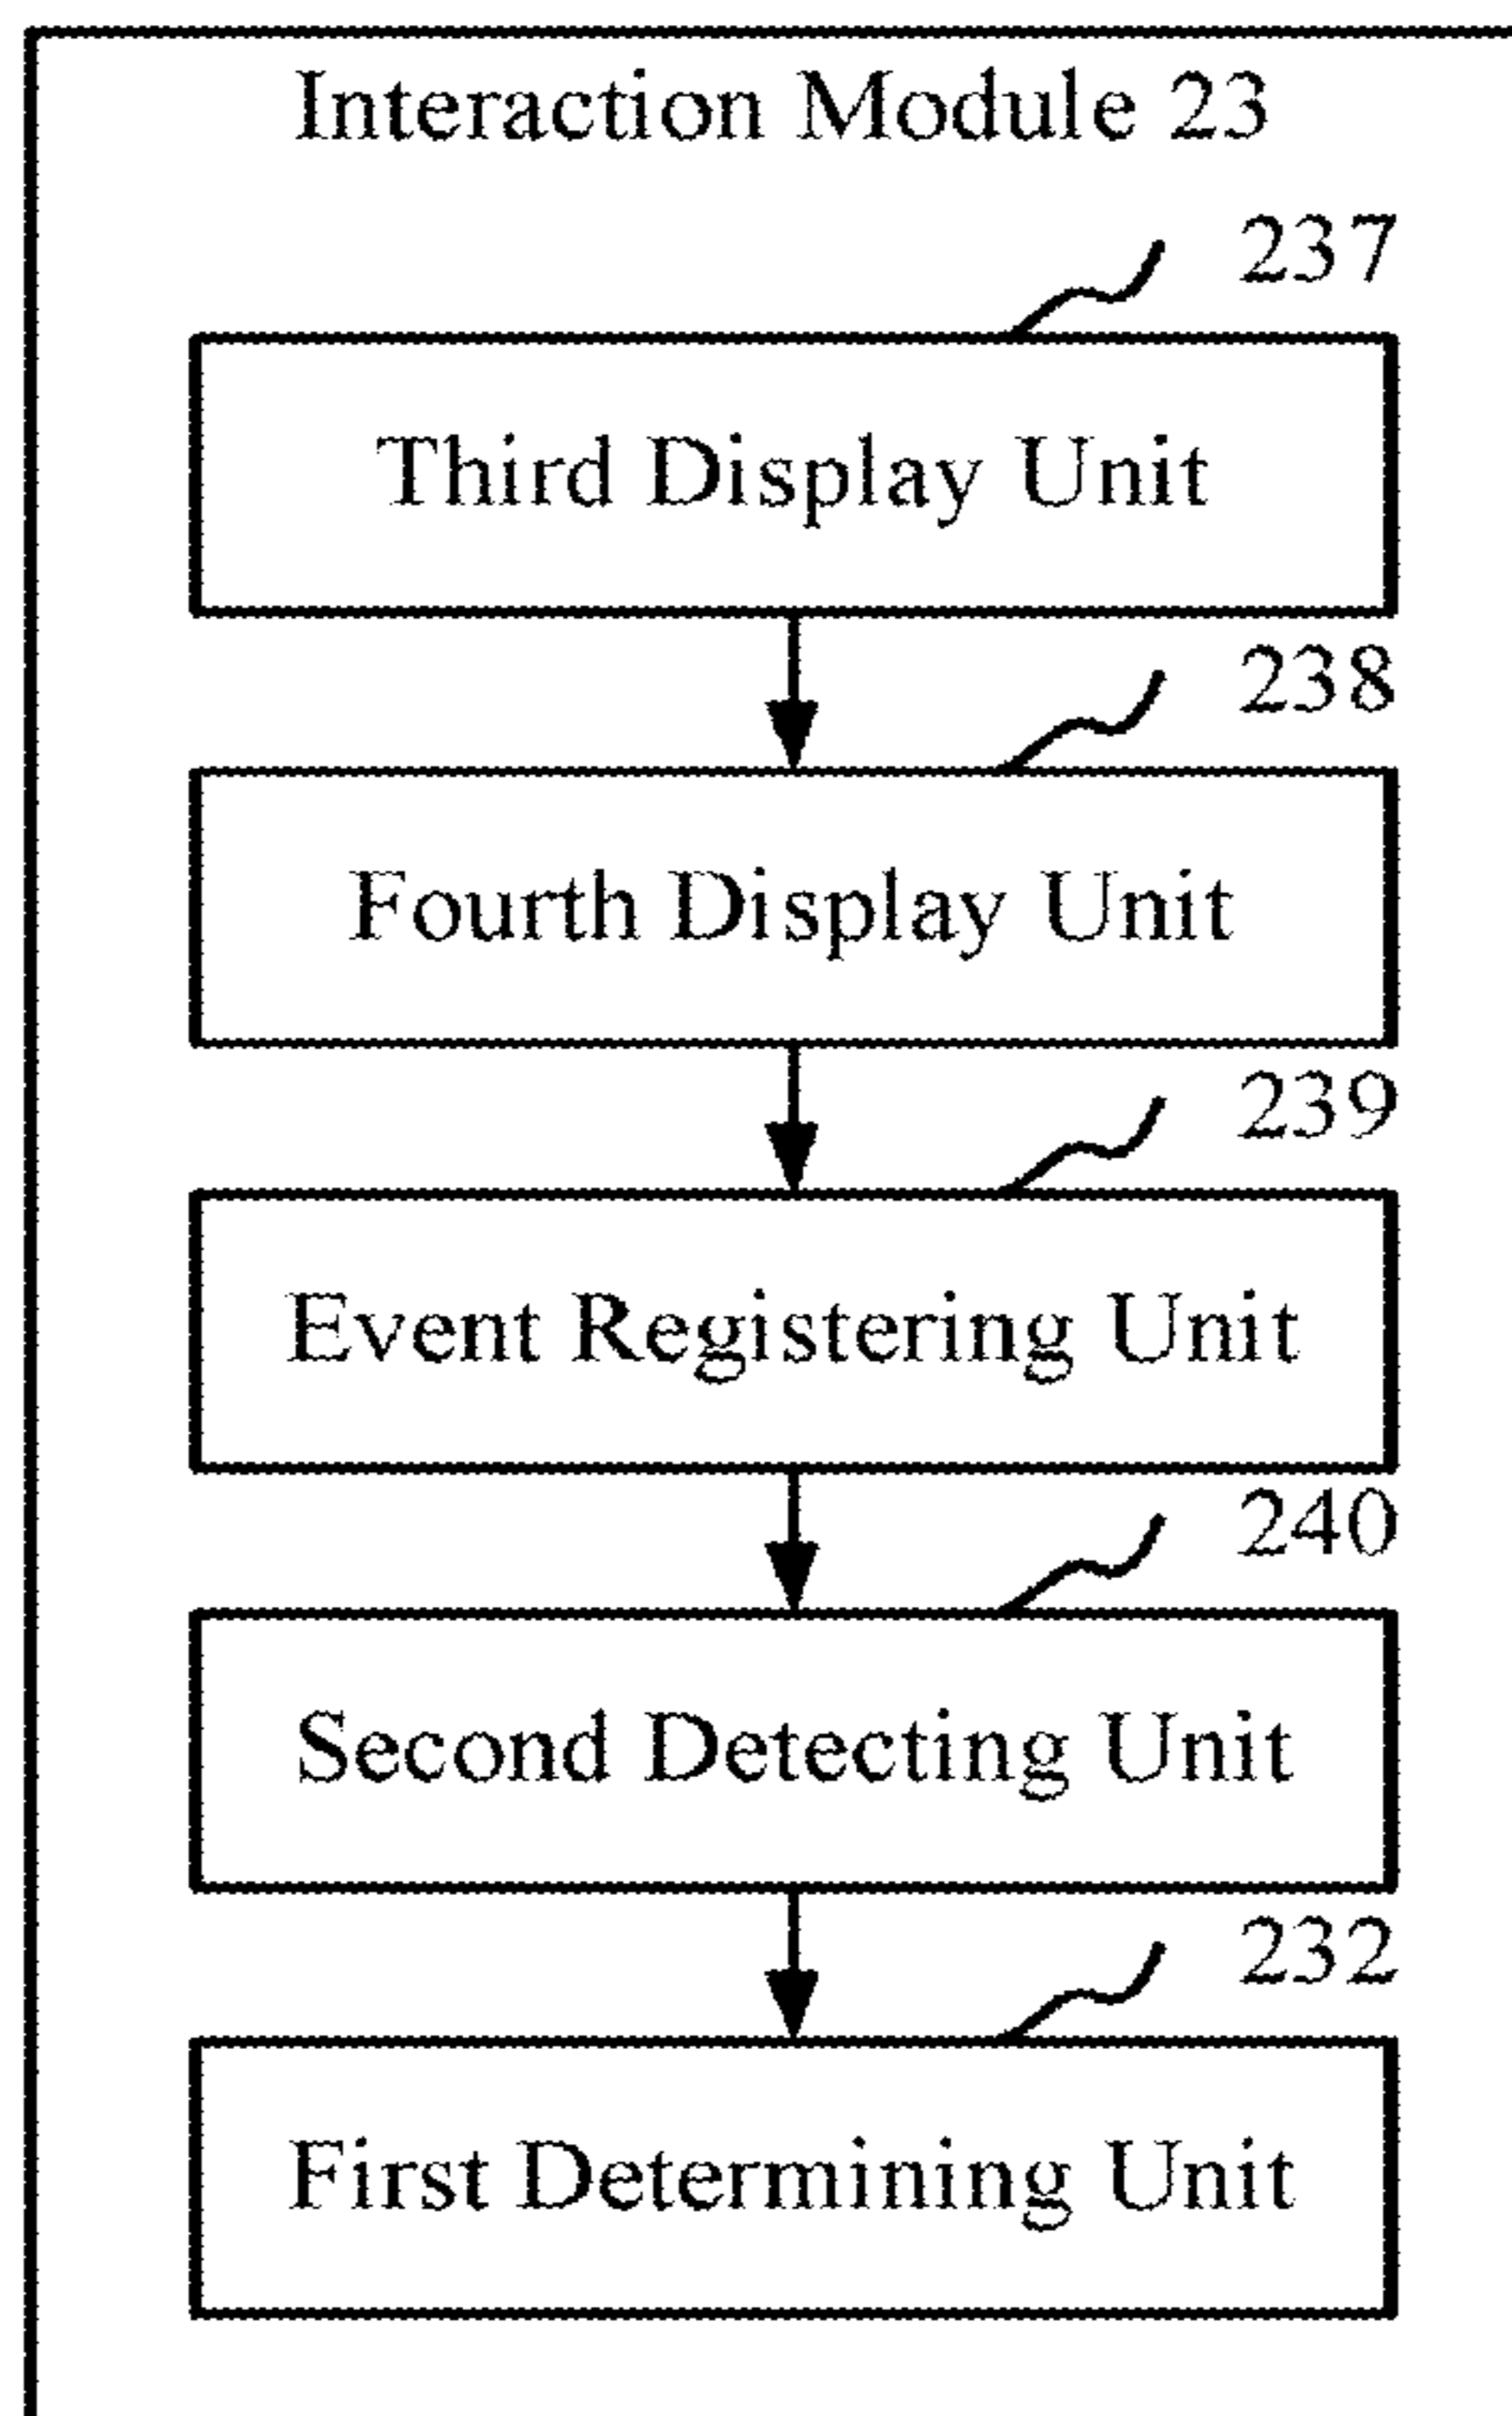 Interaction Module 23
237
Third Display Unit
238
Fourth Display Unit
239
Event Registering Unit
240
Second Detecting Unit
232
First Determining Unit